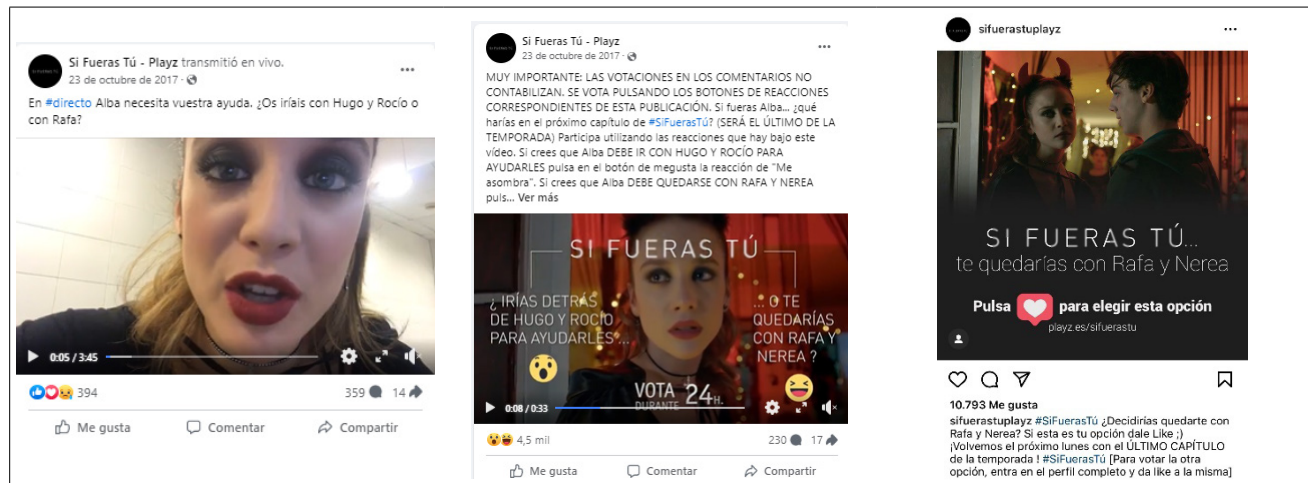 Si Fueras Tú - Playz transmitió en vivo.
23 de octubre de 2017 ·
En #directo Alba necesita vuestra ayuda. ¿Os iríais con Hugo y Rocío o
con Rafa?
0:05 / 3:45
394
359
14
Me gusta
Comentar
Compartir
Si Fueras Tú - Playz
23 de octubre de 2017 ·
MUY IMPORTANTE: LAS VOTACIONES EN LOS COMENTARIOS NO
CONTABILIZAN. SE VOTA PULSANDO LOS BOTONES DE REACCIONES
CORRESPONDIENTES DE ESTA PUBLICACIÓN. Si fueras Alba... ¿qué
harías en el próximo capítulo de #SiFuerasTú? (SERÁ EL ÚLTIMO DE LA
TEMPORADA) Participa utilizando las reacciones que hay bajo este
vídeo. Si crees que Alba DEBE IR CON HUGO Y ROCÍO PARA
AYUDARLES pulsa en el botón de megusta la reacción de "Me
asombra". Si crees que Alba DEBE QUEDARSE CON RAFA Y NEREA
puls... Ver más
SI FUERAS TÚ
¿ IRÍAS DETRÁS
DE HUGO Y ROCÍO
PARA AYUDARLES ...
... O TE
QUEDARÍAS
CON RAFA Y
NEREA ?
VOTA
DURANTE
24H.
0:08 / 0:33
4,5 mil
230
17
Me gusta
Comentar
Compartir
sifuerastuplayz
SI FUERAS TÚ...
te quedarías con Rafa y Nerea
Pulsa para elegir esta opción
playz.es/sifuerastu
10.793 Me gusta
sifuerastuplayz #SiFuerasTú ¿Decidirías quedarte con
Rafa y Nerea? Si esta es tu opción dale Like ;)
¡Volvemos el próximo lunes con el ÚLTIMO CAPÍTULO
de la temporada ! #SiFuerasTú [Para votar la otra
opción, entra en el perfil completo y da like a la misma]